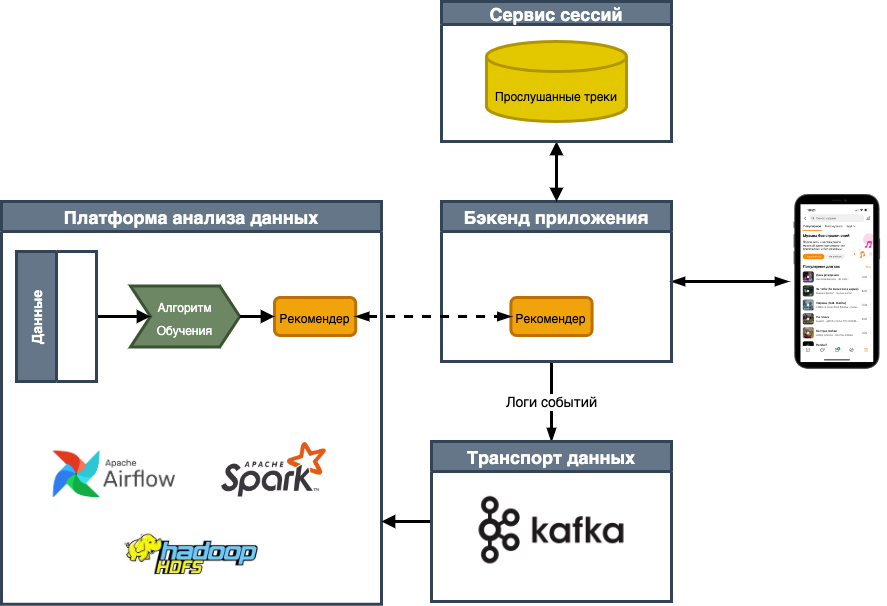 Сервис сессий
Прослушанные треки
Платформа анализа данных
Бэкенд приложения
Данные
Алгоритм
Обучения
Рекомендер
Рекомендер
Логи событий
Транспорт данных
Apache
Airflow
APACHE
Spark
TM
kafka
hadoop
HDFS